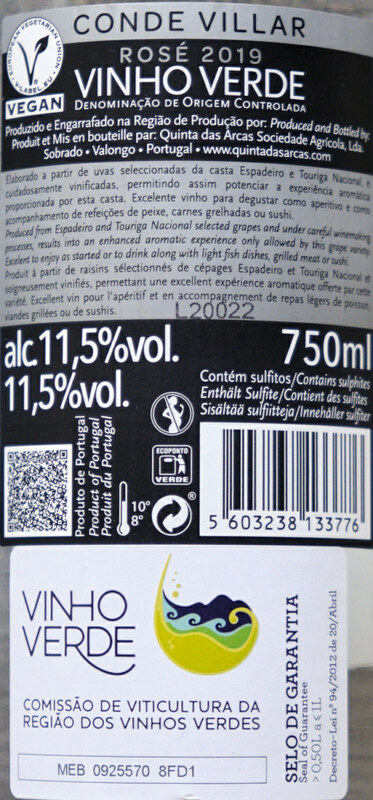 EUROPEAN VEGETARIAN UNION
V-LABEL.EU
VEGAN
CONDE VILLAR
ROSÉ 2019
VINHO VERDE
DENOMINAÇÃO DE ORIGEM CONTROLADA
Produzido e Engarrafado na Região de Produção por: Produced and Bottled by:
Produit et Mis en bouteille par: Quinta das Arcas Sociedade Agrícola, Lda.
Sobrado • Valongo • Portugal • www.quintadasarcas.com
Elaborado a partir de uvas seleccionadas da casta Espadeiro e Touriga Nacional, e
cuidadosamente vinificadas, permitindo assim potenciar a experiência aromática
proporcionada por esta casta. Excelente vinho para degustar como aperitivo e como
acompanhamento de refeições de peixe, carnes grelhadas ou sushi.
Produced from Espadeiro and Touriga Nacional selected grapes and under careful winemaking
processes, results into an enhanced aromatic experience only allowed by this grape variety.
Excelent to enjoy as started or to drink along with light fish dishes, grilled meat or sushi.
Produit à partir de raisins sélectionnés de cépages Espadeiro et Touriga Nacional et
soigneusement vinifiés, permettant une excellent expérience aromatique offerte par cette
variété. Excellent vin pour l'apéritif et en accompagnement de repas légers de poisson,
viandes grillées ou de sushis.
L20022
alc.11,5%vol.
11,5%vol.
750ml
Contém sulfitos/Contains sulphites
Enthält Sulfite/Contient des sulfites
Sisältää sulfiitteja/Innehåller sulfiter
Produto de Portugal
Product of Portugal
Produit du Portugal
10º
8º
ECOPONTO
VERDE
5 603238 133776
VINHO
VERDE
COMISSÃO DE VITICULTURA DA
REGIÃO DOS VINHOS VERDES
MEB 0925570 8FD1
SELO DE GARANTIA
Seal of Guarantee
> 0,50L a ≤ 1L
Decreto-Lei nº 94/2012 de 20/Abril